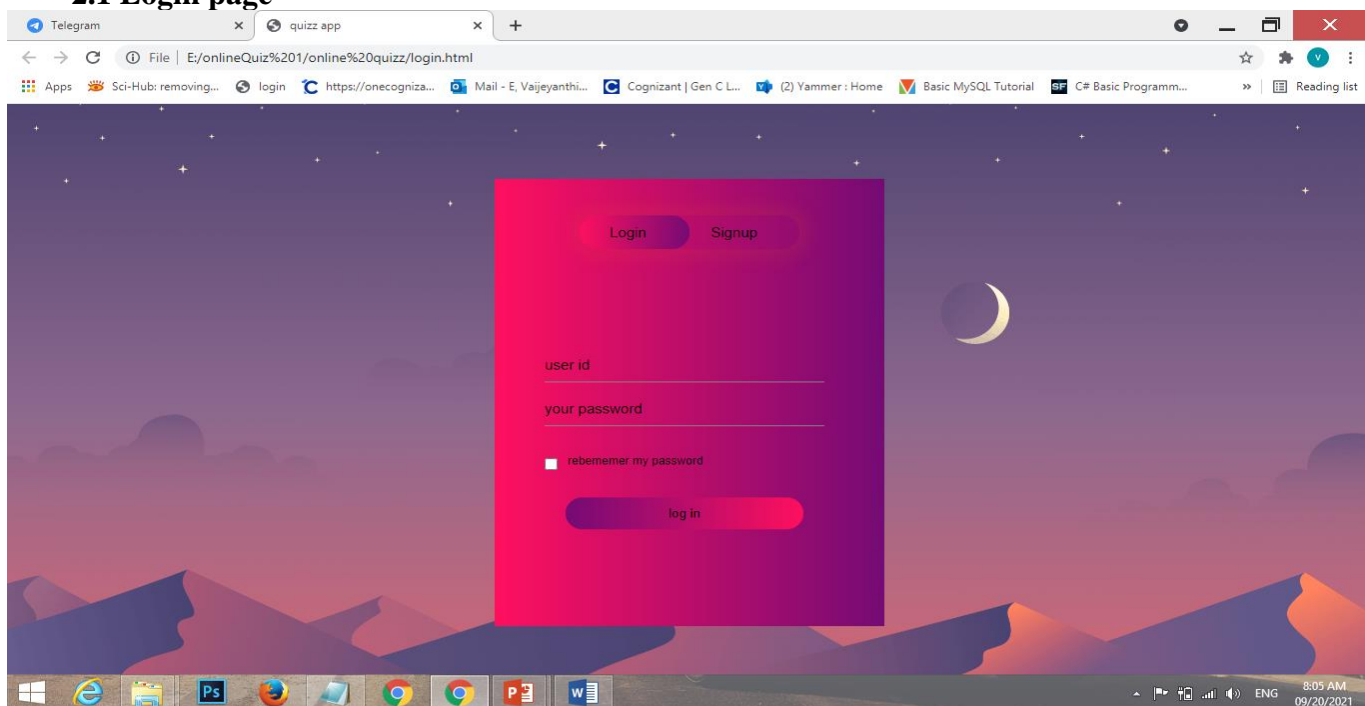 2.1 Login page
Telegram
quizz app
File E:/onlineQuiz%201/online%20quizz/login.html
Apps Sci-Hub: removing... login https://onecogniza... Mail - E, Vaijeyanthi... Cognizant | Gen C L... (2) Yammer : Home Basic MySQL Tutorial SF C# Basic Programm... » Reading list
Login Signup
user id
your password
rebememer my password
log in
Ps
ENG
8:05 AM
09/20/2021